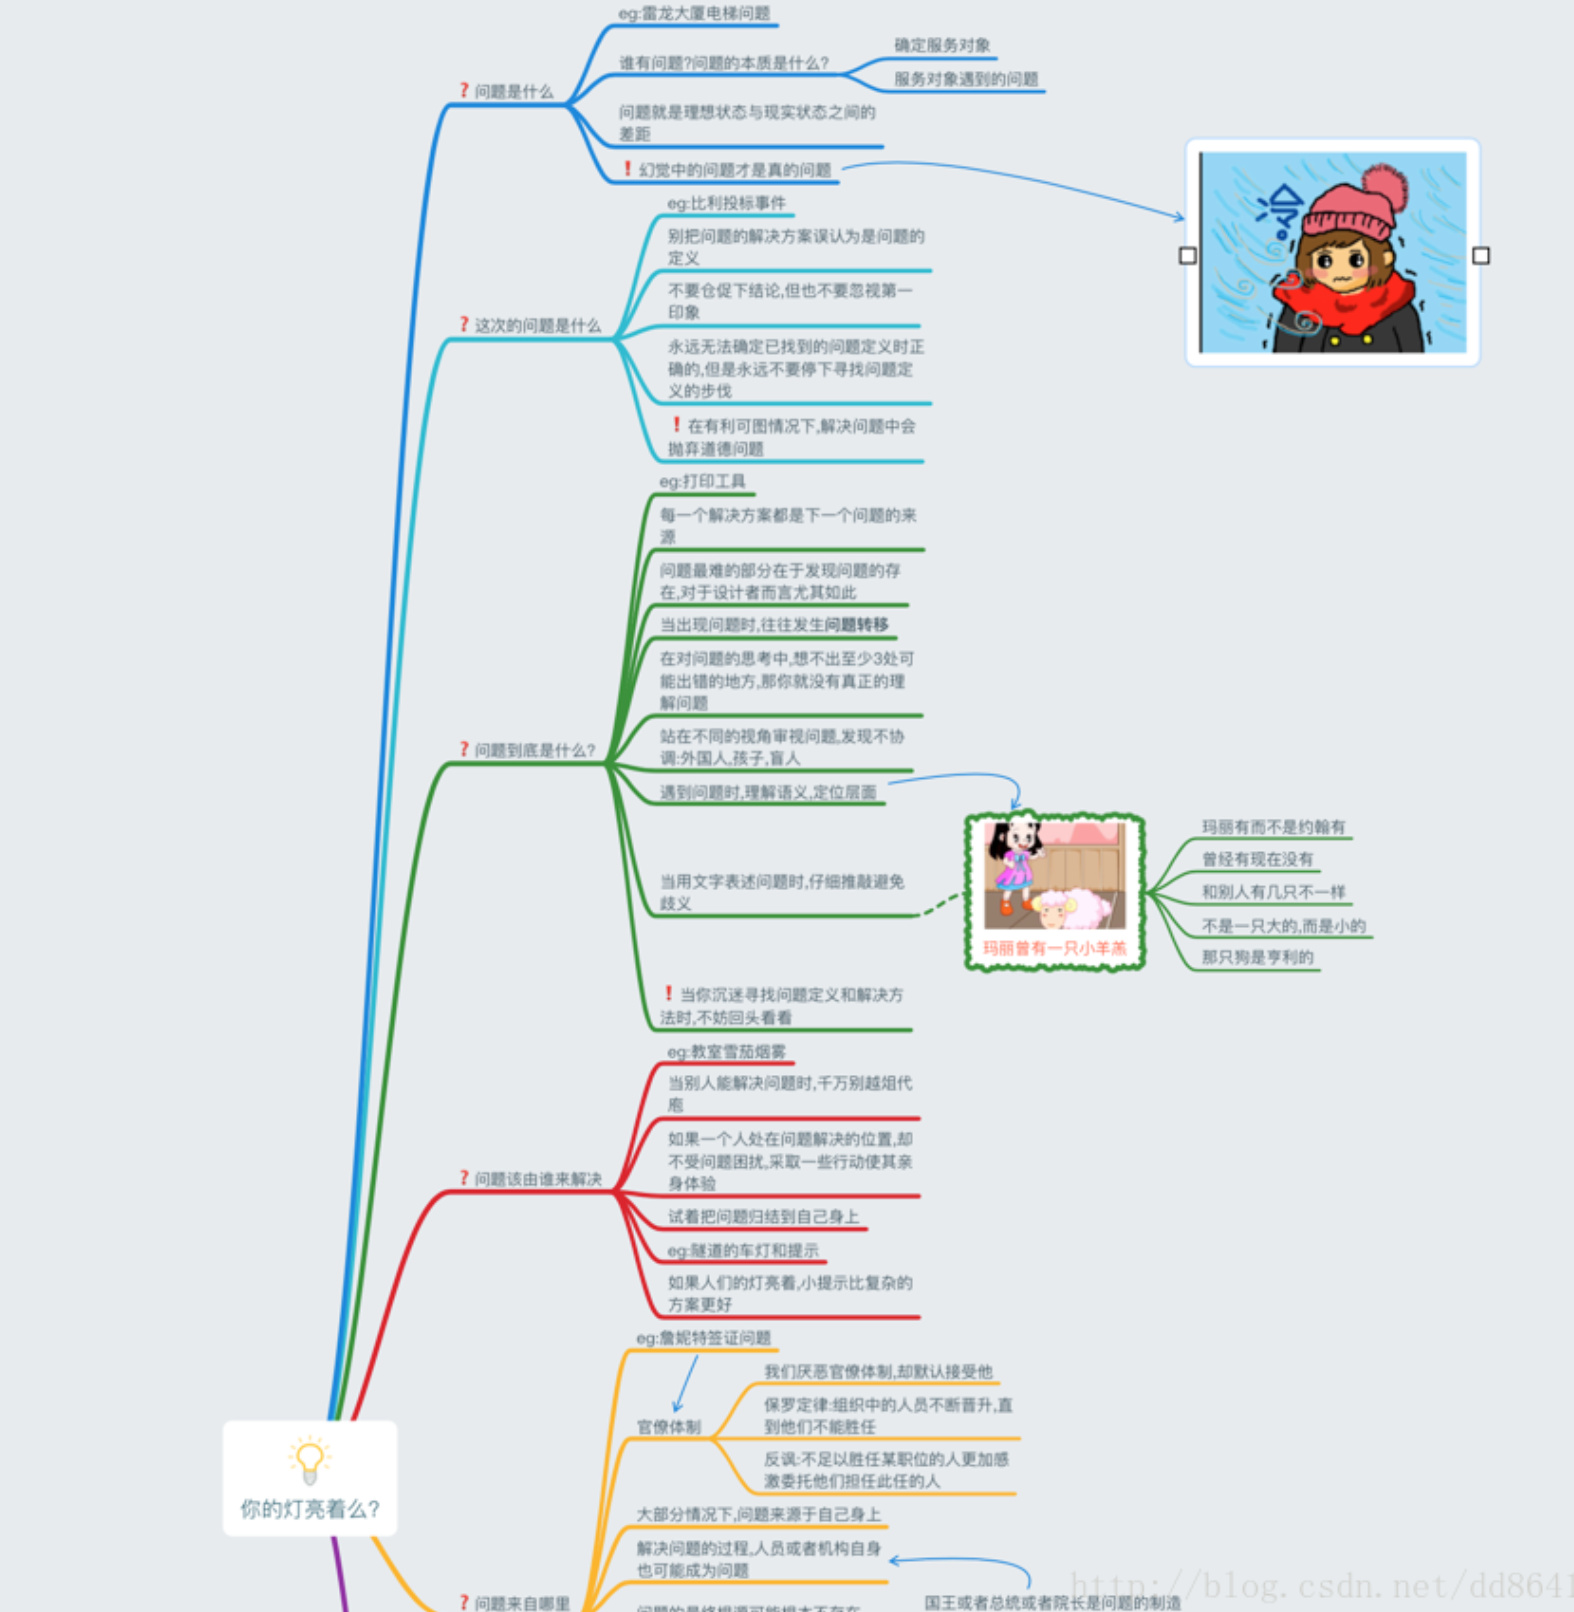 eg:雷龙大厦电梯问题
谁有问题?问题的本质是什么?
确定服务对象
服务对象遇到的问题
❓问题是什么
问题就是理想状态与现实状态之间的
差距
❗幻觉中的问题才是真的问题
冷
eg:比利投标事件
别把问题的解决方案误认为是问题的
定义
不要仓促下结论,但也不要忽视第一
印象
❓这次的问题是什么
永远无法确定已找到的问题定义时正
确的,但是永远不要停下寻找问题定
义的步伐
❗在有利可图情况下,解决问题中会
抛弃道德问题
eg:打印工具
每一个解决方案都是下一个问题的来
源
问题最难的部分在于发现问题的存
在,对于设计者而言尤其如此
当出现问题时,往往发生问题转移
在对问题的思考中,想不出至少3处可
能出错的地方,那你就没有真正的理
解问题
❓问题到底是什么?
站在不同的视角审视问题,发现不协
调:外国人,孩子,盲人
遇到问题时,理解语义,定位层面
当用文字表述问题时,仔细推敲避免
歧义
玛丽曾有一只小羊羔
玛丽有而不是约翰有
曾经有现在没有
和别人有几只不一样
不是一只大的,而是小的
那只狗是亨利的
❗当你沉迷寻找问题定义和解决方
法时,不妨回头看看
eg:教室雪茄烟雾
当别人能解决问题时,千万别越俎代
庖
如果一个人处在问题解决的位置,却
不受问题困扰,采取一些行动使其亲
身体验
❓问题该由谁来解决
试着把问题归结到自己身上
eg:隧道的车灯和提示
如果人们的灯亮着,小提示比复杂的
方案更好
eg:詹妮特签证问题
官僚体制
我们厌恶官僚体制,却默认接受他
保罗定律:组织中的人员不断晋升,直
到他们不能胜任
反讽:不足以胜任某职位的人更加感
激委托他们担任此任的人
你的灯亮着么?
大部分情况下,问题来源于自己身上
解决问题的过程,人员或者机构自身
也可能成为问题
❓问题来自哪里
问题的最终根源可能根本不存在
国王或者总统或者院长是问题的制造
http://blog.csdn.net/dd8641